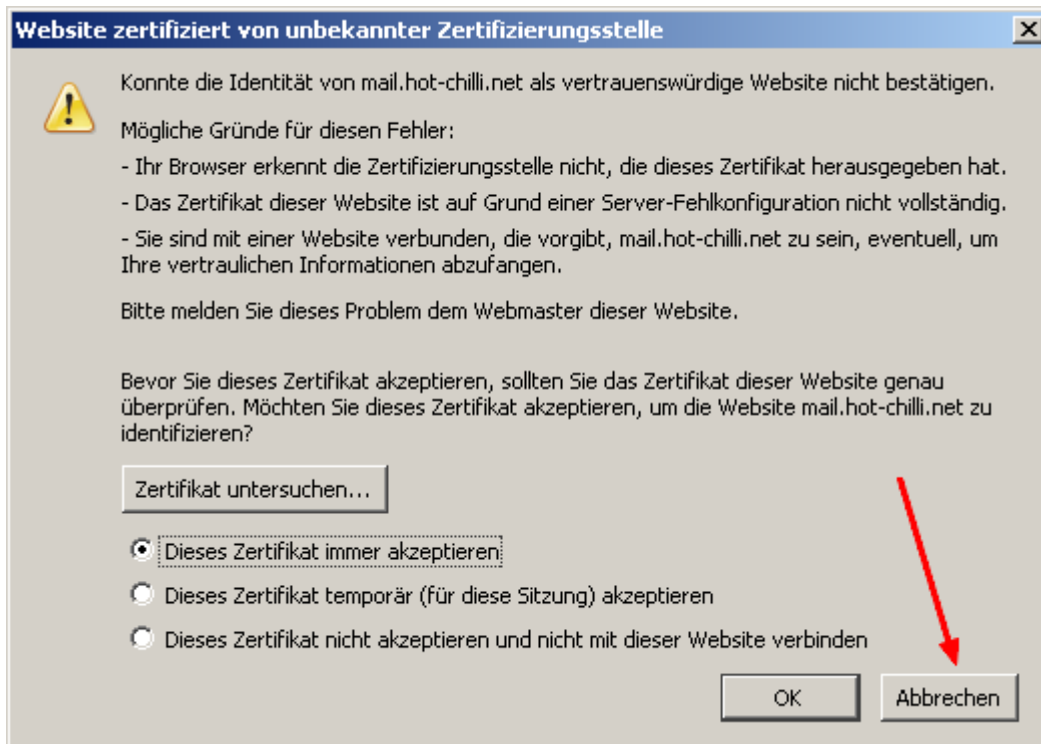 Website zertifiziert von unbekannter Zertifizierungsstelle
Konnte die Identität von mail.hot-chilli.net als vertrauenswürdige Website nicht bestätigen.
Mögliche Gründe für diesen Fehler:
- Ihr Browser erkennt die Zertifizierungsstelle nicht, die dieses Zertifikat herausgegeben hat.
- Das Zertifikat dieser Website ist auf Grund einer Server-Fehlkonfiguration nicht vollständig.
- Sie sind mit einer Website verbunden, die vorgibt, mail.hot-chilli.net zu sein, eventuell, um
Ihre vertraulichen Informationen abzufangen.
Bitte melden Sie dieses Problem dem Webmaster dieser Website.
Bevor Sie dieses Zertifikat akzeptieren, sollten Sie das Zertifikat dieser Website genau
überprüfen. Möchten Sie dieses Zertifikat akzeptieren, um die Website mail.hot-chilli.net zu
identifizieren?
Zertifikat untersuchen...
Dieses Zertifikat immer akzeptieren
Dieses Zertifikat temporär (für diese Sitzung) akzeptieren
Dieses Zertifikat nicht akzeptieren und nicht mit dieser Website verbinden
OK
Abbrechen